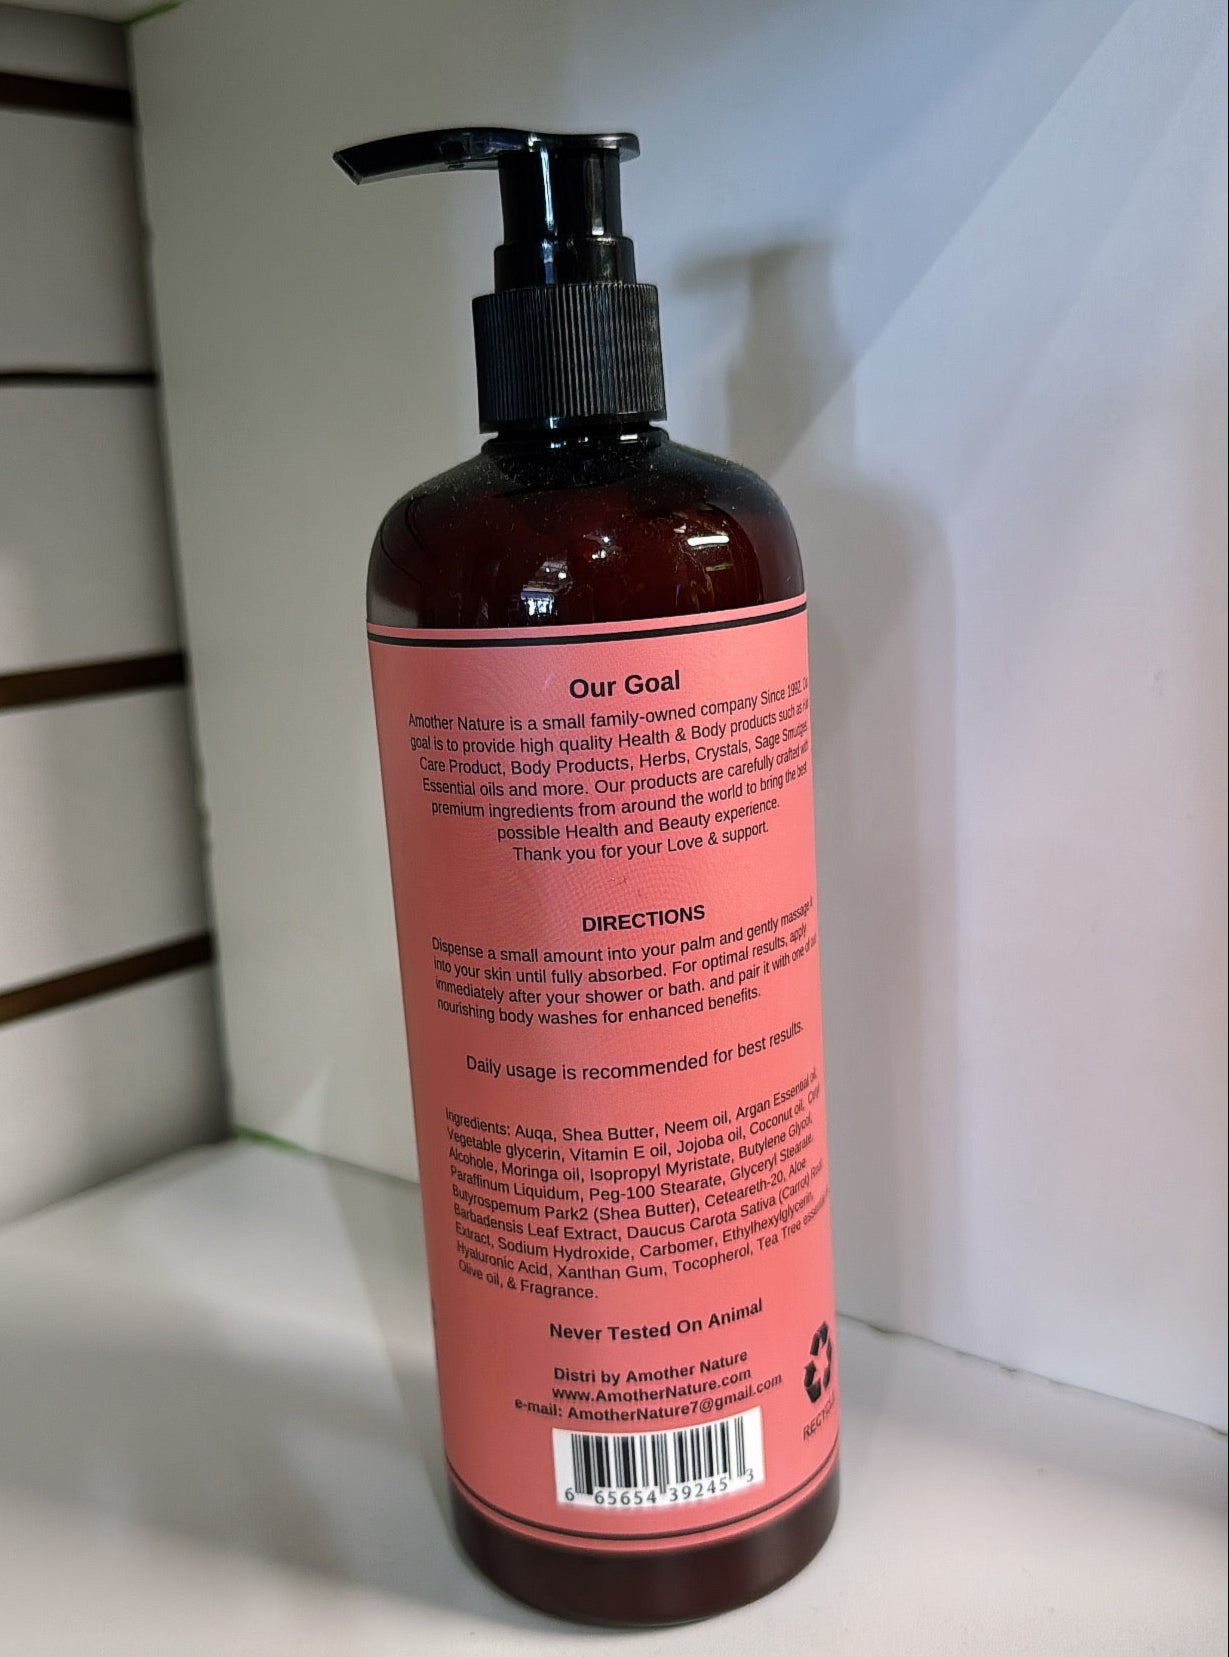 Our Goal
Amother Nature is a small family-owned company Since 1992.
goal is to provide high quality Health & Body products such as
Care Product, Body Products, Herbs, Crystals, Sage Smudges,
Essential oils and more. Our products are carefully crafted with
premium ingredients from around the world to bring the best
possible Health and Beauty experience.
Thank you for your Love & support.
DIRECTIONS
Dispense a small amount into your palm and gently massage it
into your skin until fully absorbed. For optimal results, apply
immediately after your shower or bath. and pair it with one of our
nourishing body washes for enhanced benefits.
Daily usage is recommended for best results.
Ingredients: Auqa, Shea Butter, Neem oil, Argan Essential oil,
Vegetable glycerin, Vitamin E oil, Jojoba oil, Coconut oil,
Alcohole, Moringa oil, Isopropyl Myristate, Butylene Glycol,
Paraffinum Liquidum, Peg-100 Stearate, Glyceryl Stearate,
Butyrospemum Park2 (Shea Butter), Ceteareth-20, Aloe
Barbadensis Leaf Extract, Daucus Carota Sativa (Carrot) Root
Extract, Sodium Hydroxide, Carbomer, Ethylhexylglycerin,
Hyaluronic Acid, Xanthan Gum, Tocopherol, Tea Tree
Olive oil, & Fragrance.
Never Tested On Animal
Distri by Amother Nature
www.AmotherNature.com
e-mail: AmotherNature7@gmail.com
6 65654 39245 3